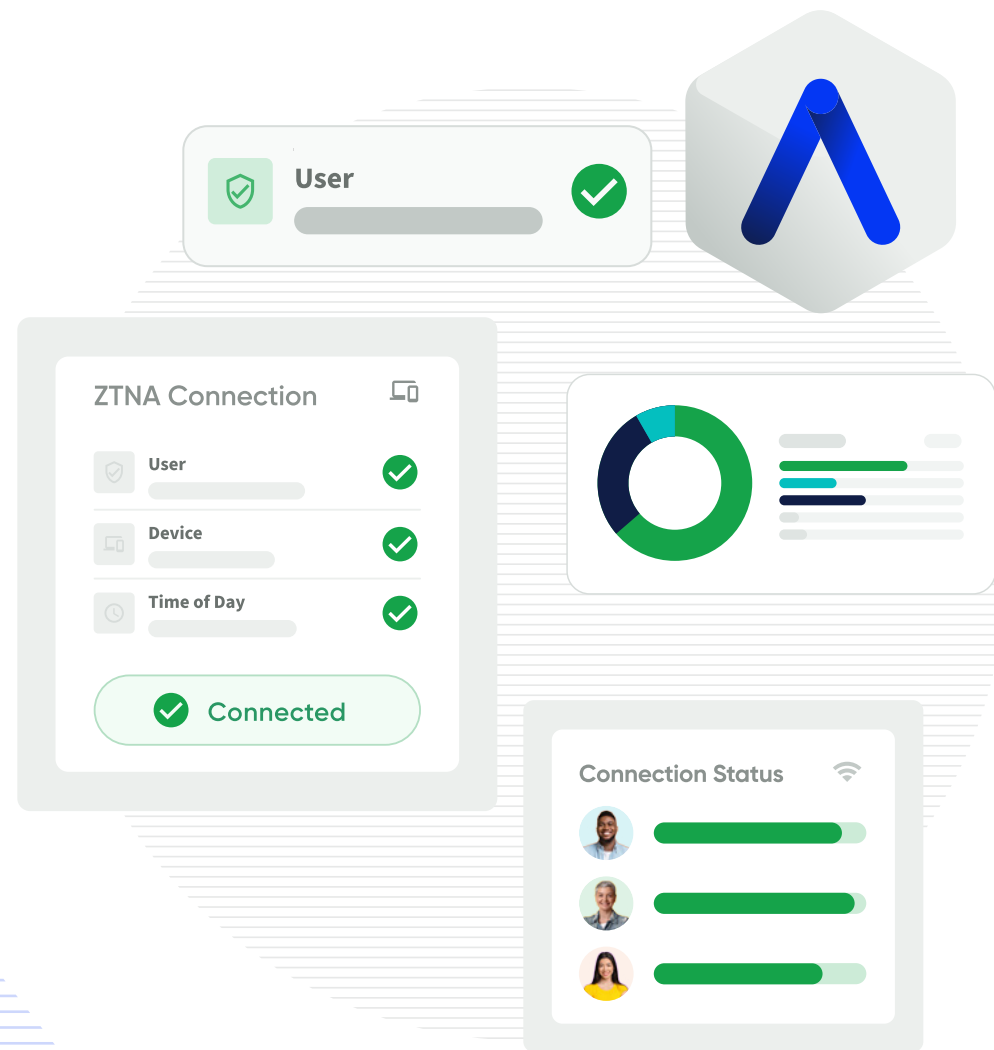 User
ZTNA Connection
User
Device
Time of Day
Connected
Connection Status